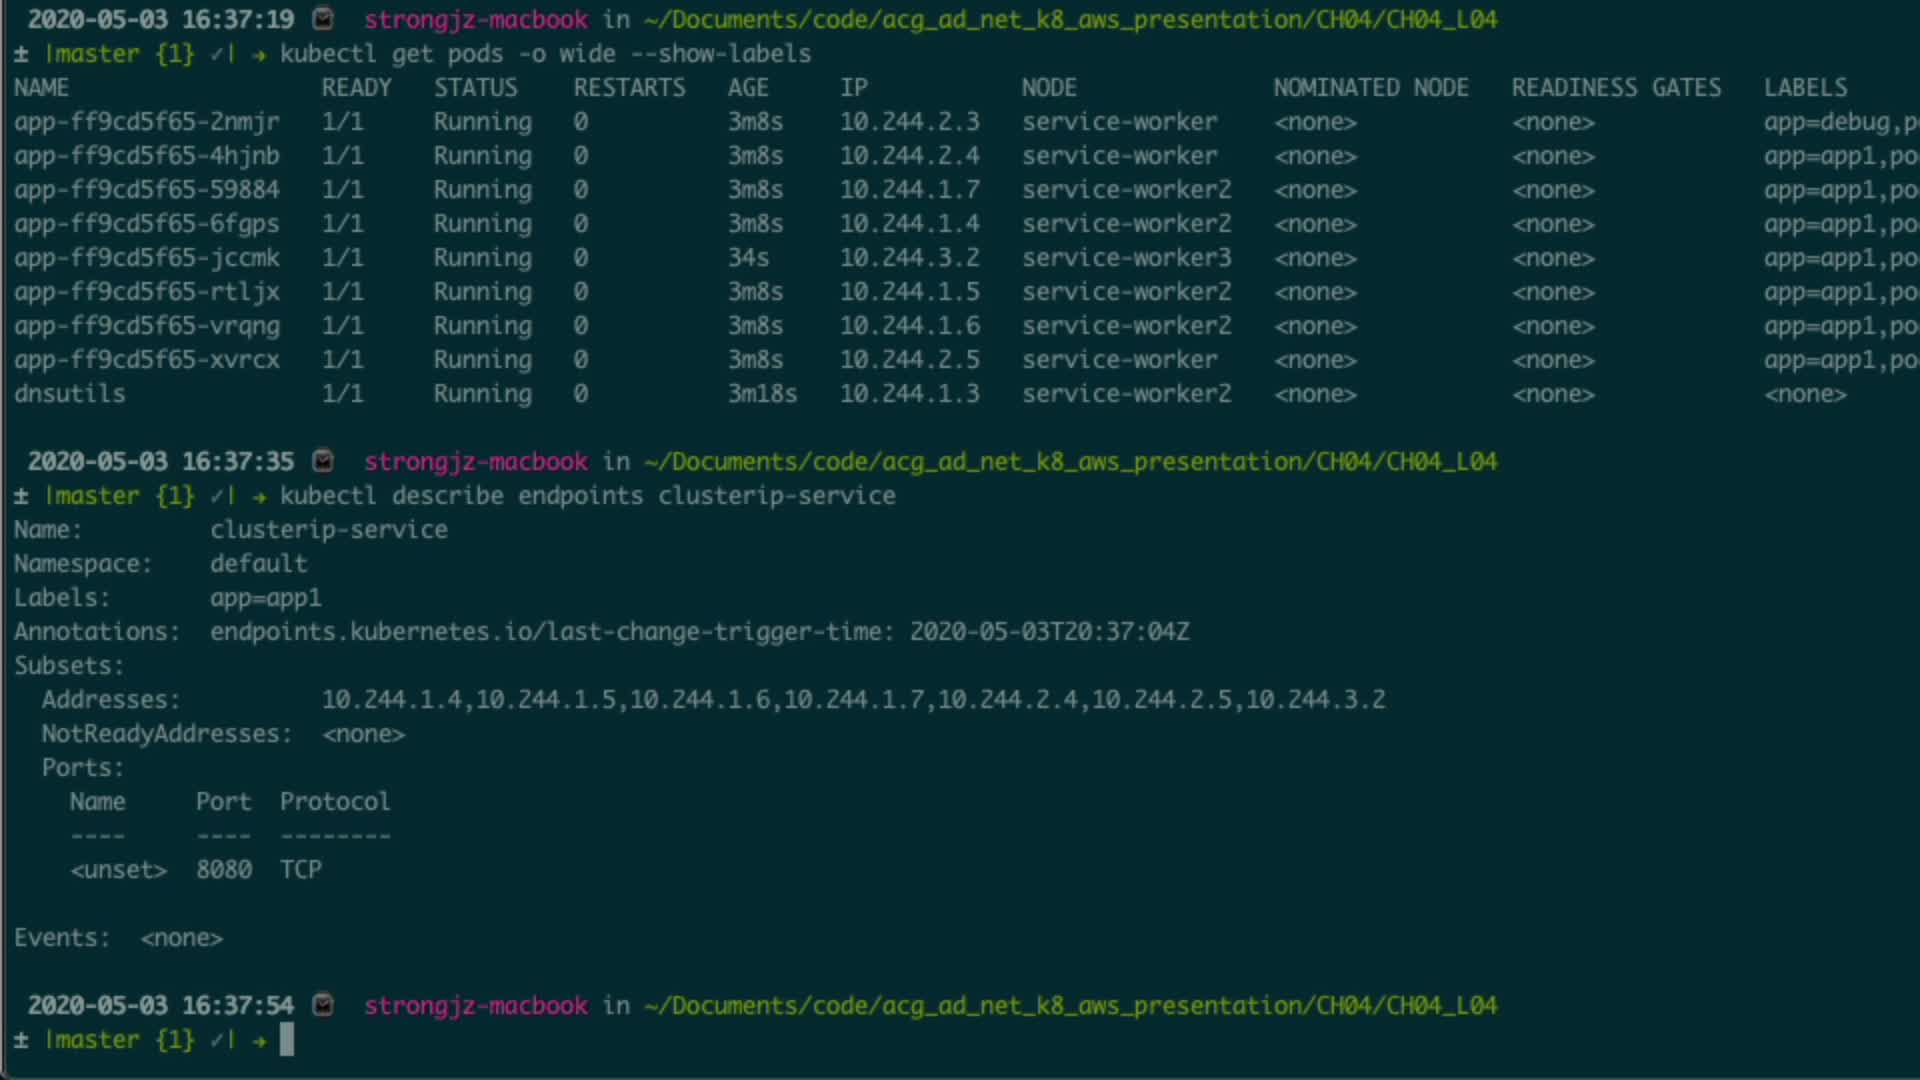 2020-05-03 16:37:19 strongjz-macbook in ~/Documents/code/acg_ad_net_k8_aws_presentation/CH04/CH04_L04
± |master {1} ✓| → kubectl get pods -o wide --show-labels
NAME READY STATUS RESTARTS AGE IP NODE NOMINATED NODE READINESS GATES LABELS
app-ff9cd5f65-2nmjr 1/1 Running 0 3m8s 10.244.2.3 service-worker <none> <none> app=debug,po
app-ff9cd5f65-4hjnb 1/1 Running 0 3m8s 10.244.2.4 service-worker <none> <none> app=app1,po
app-ff9cd5f65-59884 1/1 Running 0 3m8s 10.244.1.7 service-worker2 <none> <none> app=app1,po
app-ff9cd5f65-6fgps 1/1 Running 0 3m8s 10.244.1.4 service-worker2 <none> <none> app=app1,po
app-ff9cd5f65-jccmk 1/1 Running 0 34s 10.244.3.2 service-worker3 <none> <none> app=app1,po
app-ff9cd5f65-rtljx 1/1 Running 0 3m8s 10.244.1.5 service-worker2 <none> <none> app=app1,po
app-ff9cd5f65-vrqng 1/1 Running 0 3m8s 10.244.1.6 service-worker2 <none> <none> app=app1,po
app-ff9cd5f65-xvrcx 1/1 Running 0 3m8s 10.244.2.5 service-worker <none> <none> app=app1,po
dnsutils 1/1 Running 0 3m18s 10.244.1.3 service-worker2 <none> <none> <none>
2020-05-03 16:37:35 strongjz-macbook in ~/Documents/code/acg_ad_net_k8_aws_presentation/CH04/CH04_L04
± |master {1} ✓| → kubectl describe endpoints clusterip-service
Name: clusterip-service
Namespace: default
Labels: app=app1
Annotations: endpoints.kubernetes.io/last-change-trigger-time: 2020-05-03T20:37:04Z
Subsets:
Addresses: 10.244.1.4,10.244.1.5,10.244.1.6,10.244.1.7,10.244.2.4,10.244.2.5,10.244.3.2
NotReadyAddresses: <none>
Ports:
Name Port Protocol
---- ---- --------
<unset> 8080 TCP
Events: <none>
2020-05-03 16:37:54 strongjz-macbook in ~/Documents/code/acg_ad_net_k8_aws_presentation/CH04/CH04_L04
± |master {1} ✓| →